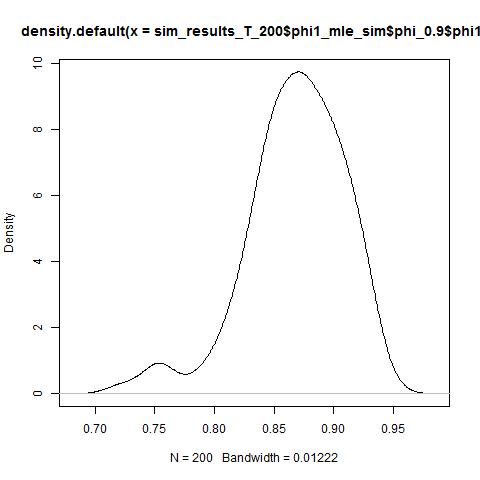 density.default(x = sim_results_T_200$phi1_mle_sim$phi_0.9$phi1
Density
10
8
6
4
2
0
0.70 0.75 0.80 0.85 0.90 0.95
N = 200 Bandwidth = 0.01222